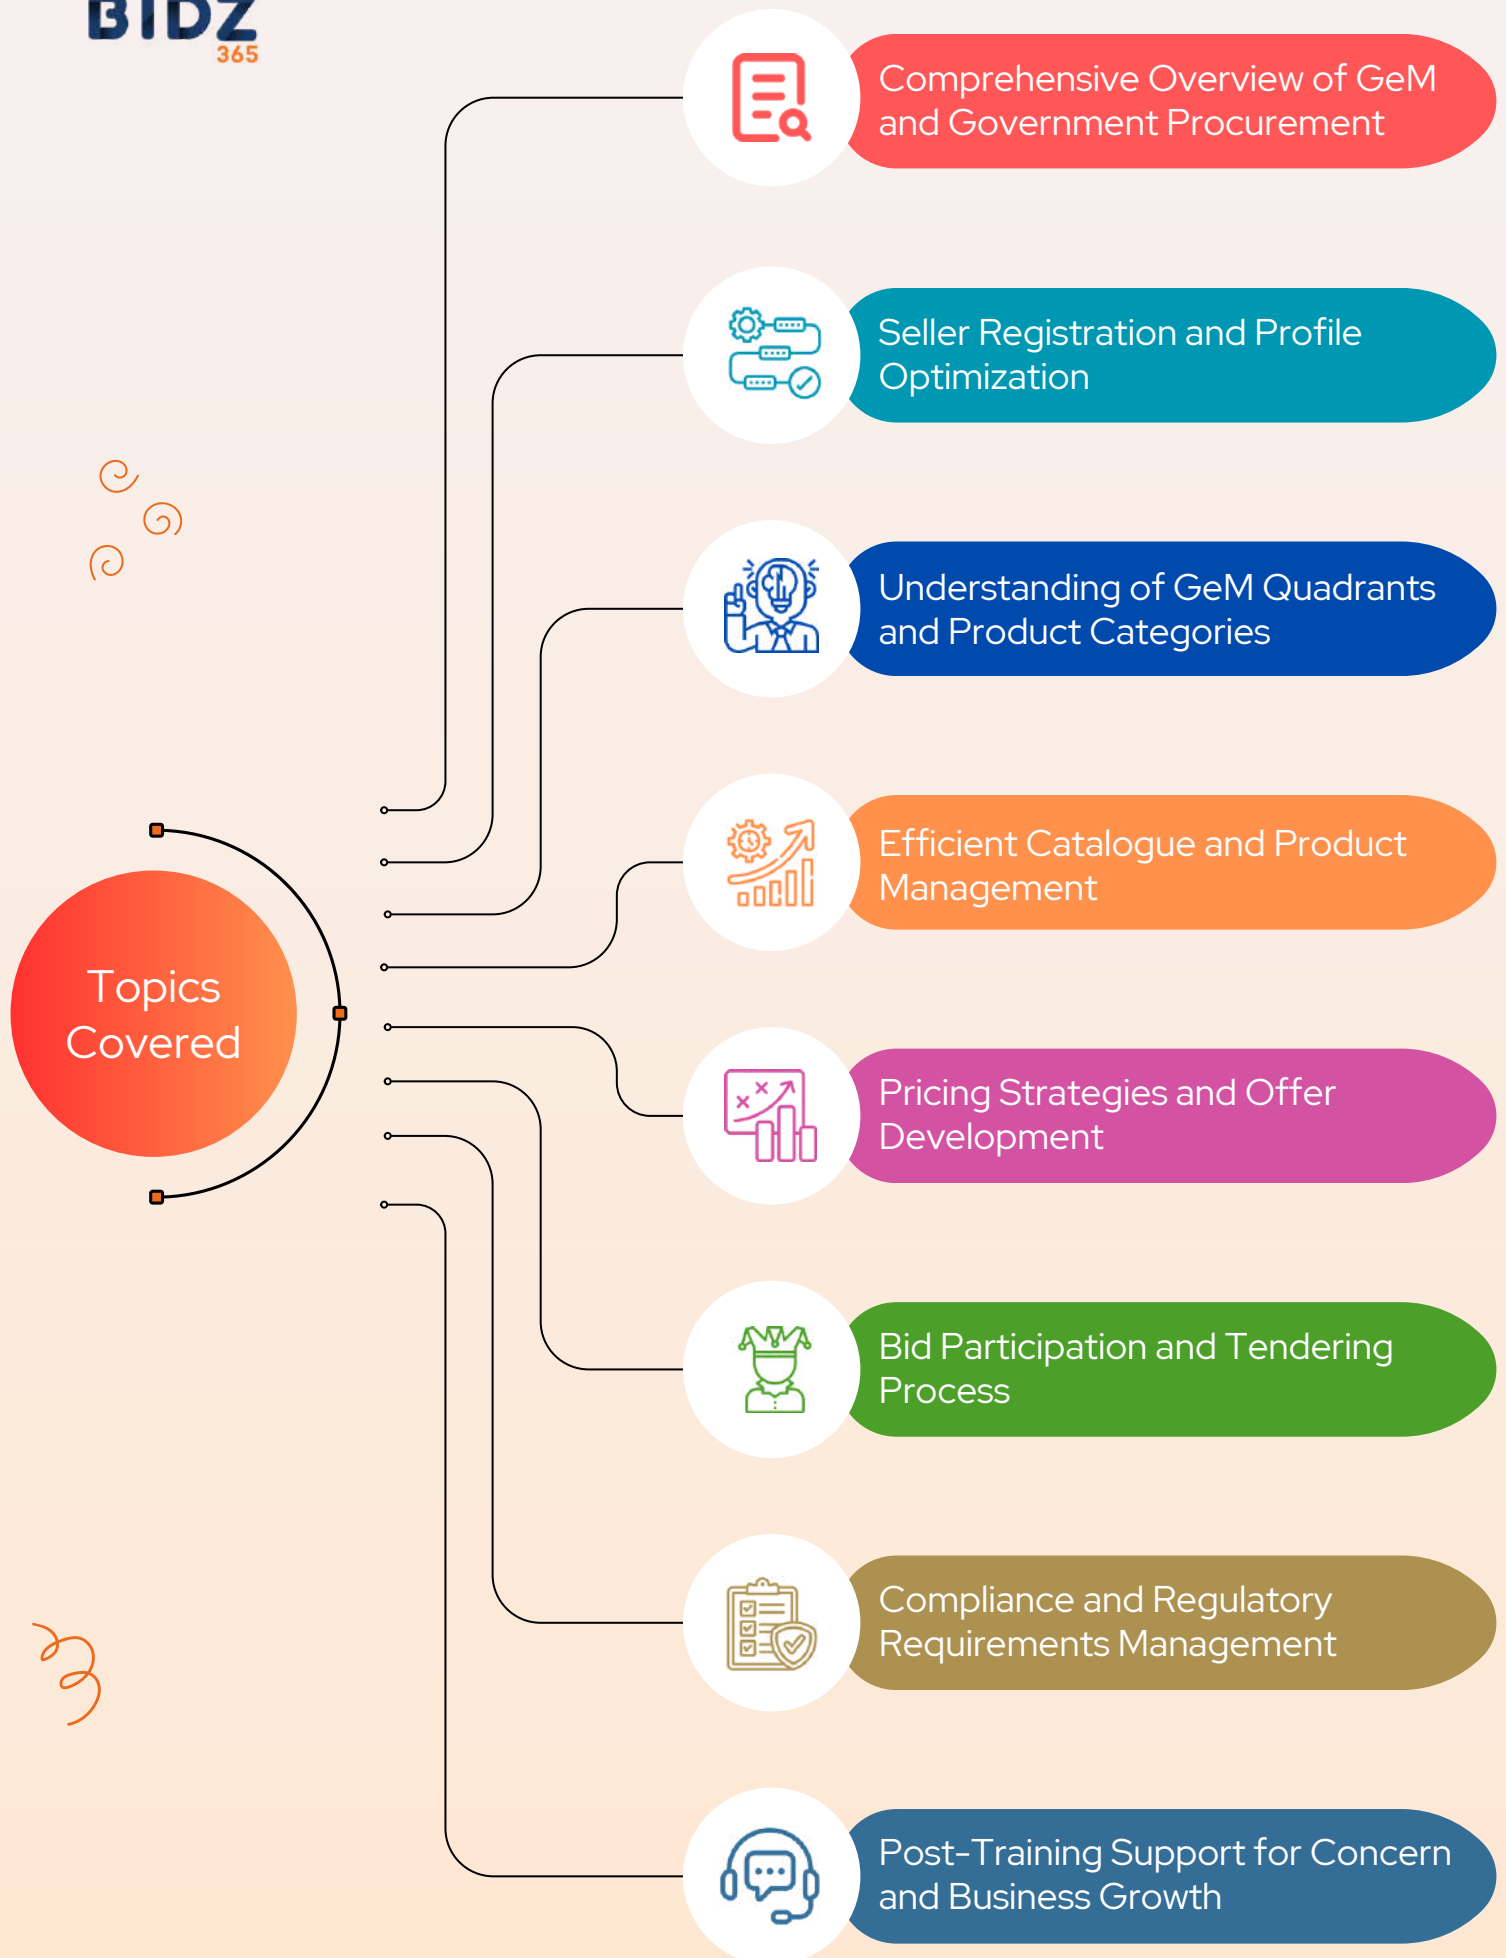 BIDZ
365
Comprehensive Overview of GeM
and Government Procurement
Seller Registration and Profile
Optimization
Understanding of GeM Quadrants
and Product Categories
Efficient Catalogue and Product
Management
Topics
Covered
Pricing Strategies and Offer
Development
Bid Participation and Tendering
Process
Compliance and Regulatory
Requirements Management
Post-Training Support for Concern
and Business Growth